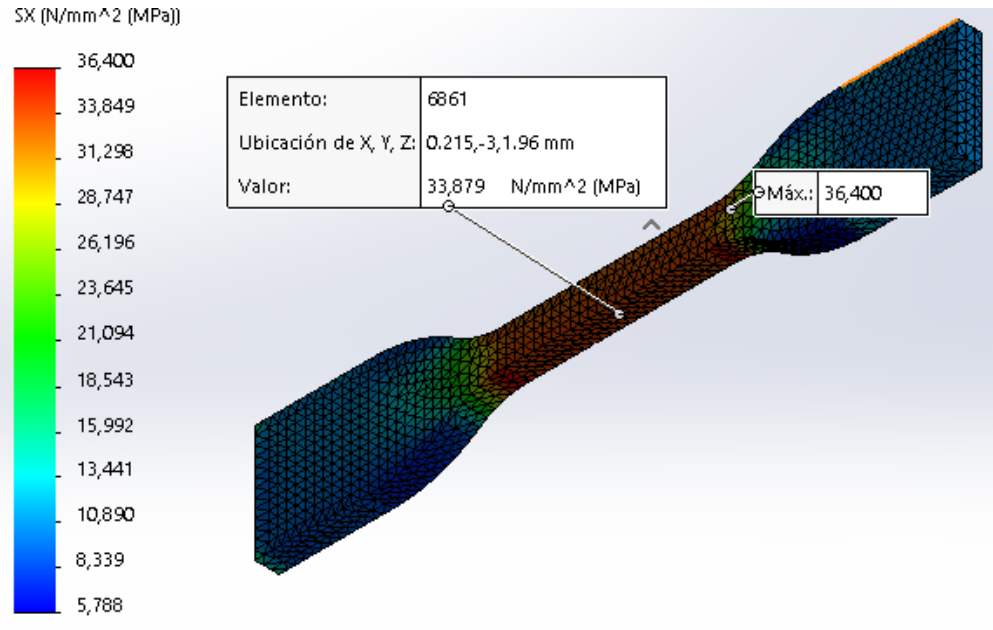 SX (N/mm^2 (MPa))
36,400
33,849
31,298
28,747
26,196
23,645
21,094
18,543
15,992
13,441
10,890
8,339
5,788
Elemento: 6861
Ubicación de X, Y, Z: 0.215,-3,1.96 mm
Valor: 33,879 N/mm^2 (MPa)
Máx.: 36,400